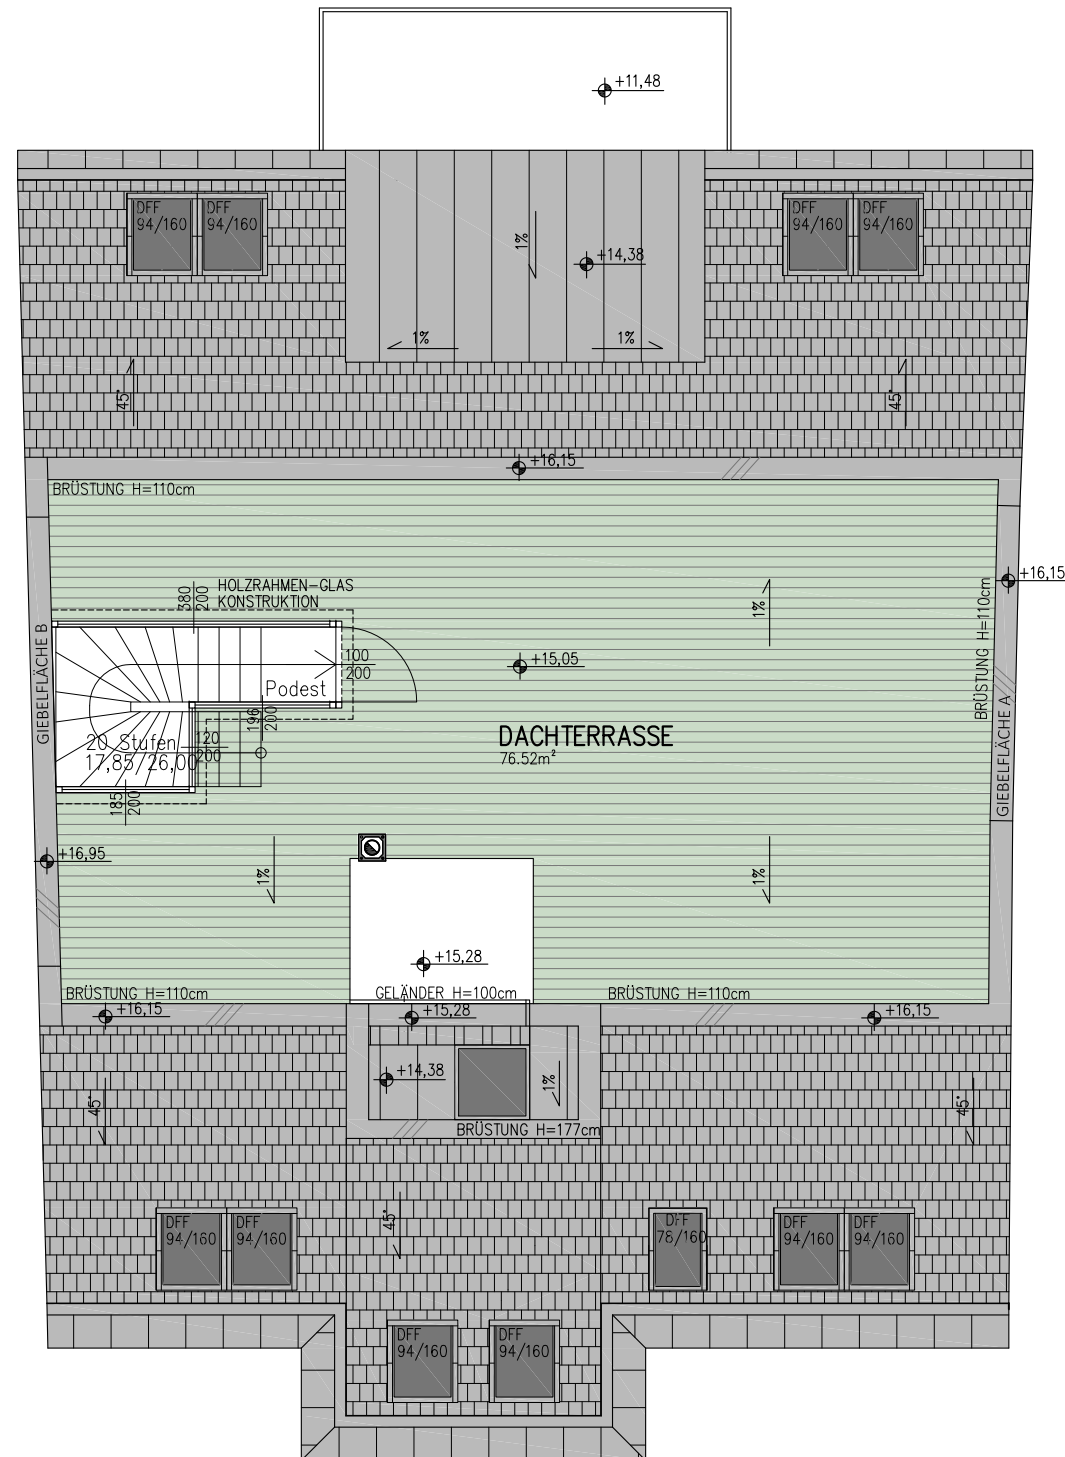 +11,48
DFF
94/160
DFF
94/160
DFF
94/160
DFF
94/160
1%
+14,38
1%
1%
45°
45°
+16,15
BRÜSTUNG H=110cm
+16,15
HOLZRAHMEN-GLAS
KONSTRUKTION
380
200
1%
BRÜSTUNG H=110cm
GIEBELFLÄCHE B
100
200
+15,05
Podest
196
200
GIEBELFLÄCHE A
DACHTERRASSE
76.52m²
20 Stufen
17,85/26,00
120
200
185
200
+16,95
1%
1%
+15,28
BRÜSTUNG H=110cm
GELÄNDER H=100cm
BRÜSTUNG H=110cm
+16,15
+15,28
+16,15
+14,38
1%
45°
45°
BRÜSTUNG H=177cm
45°
DFF
94/160
DFF
94/160
DFF
78/160
DFF
94/160
DFF
94/160
DFF
94/160
DFF
94/160